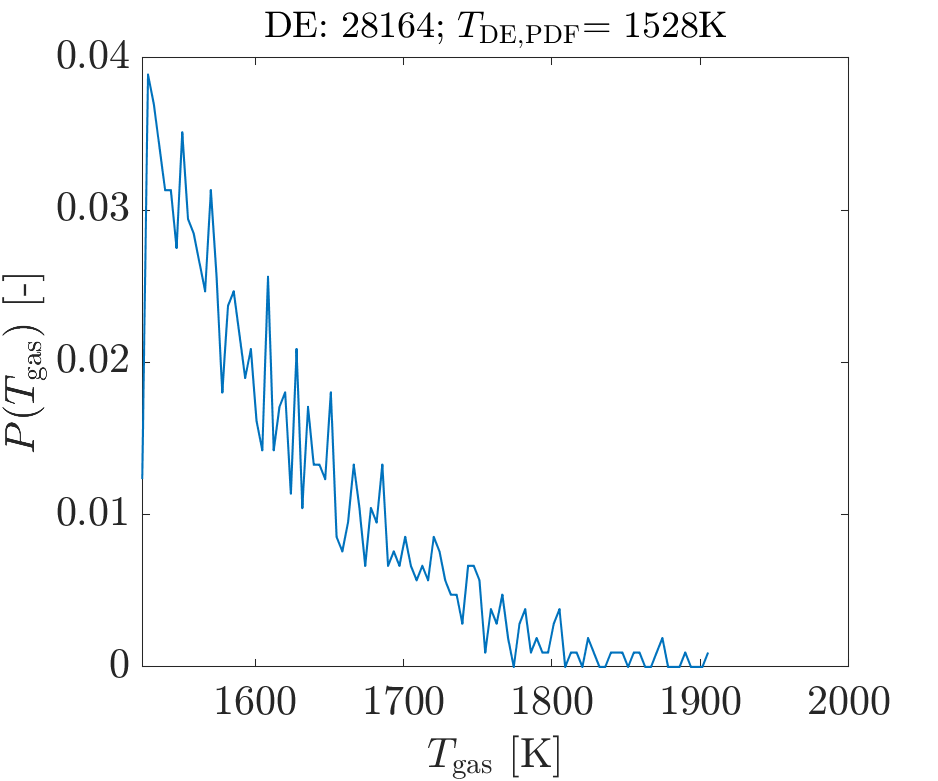 DE: 28164; T_DE,PDF= 1528K
0.04
0.03
0.02
0.01
0
P(T_gas) [-]
1600 1700 1800 1900 2000
T_gas [K]